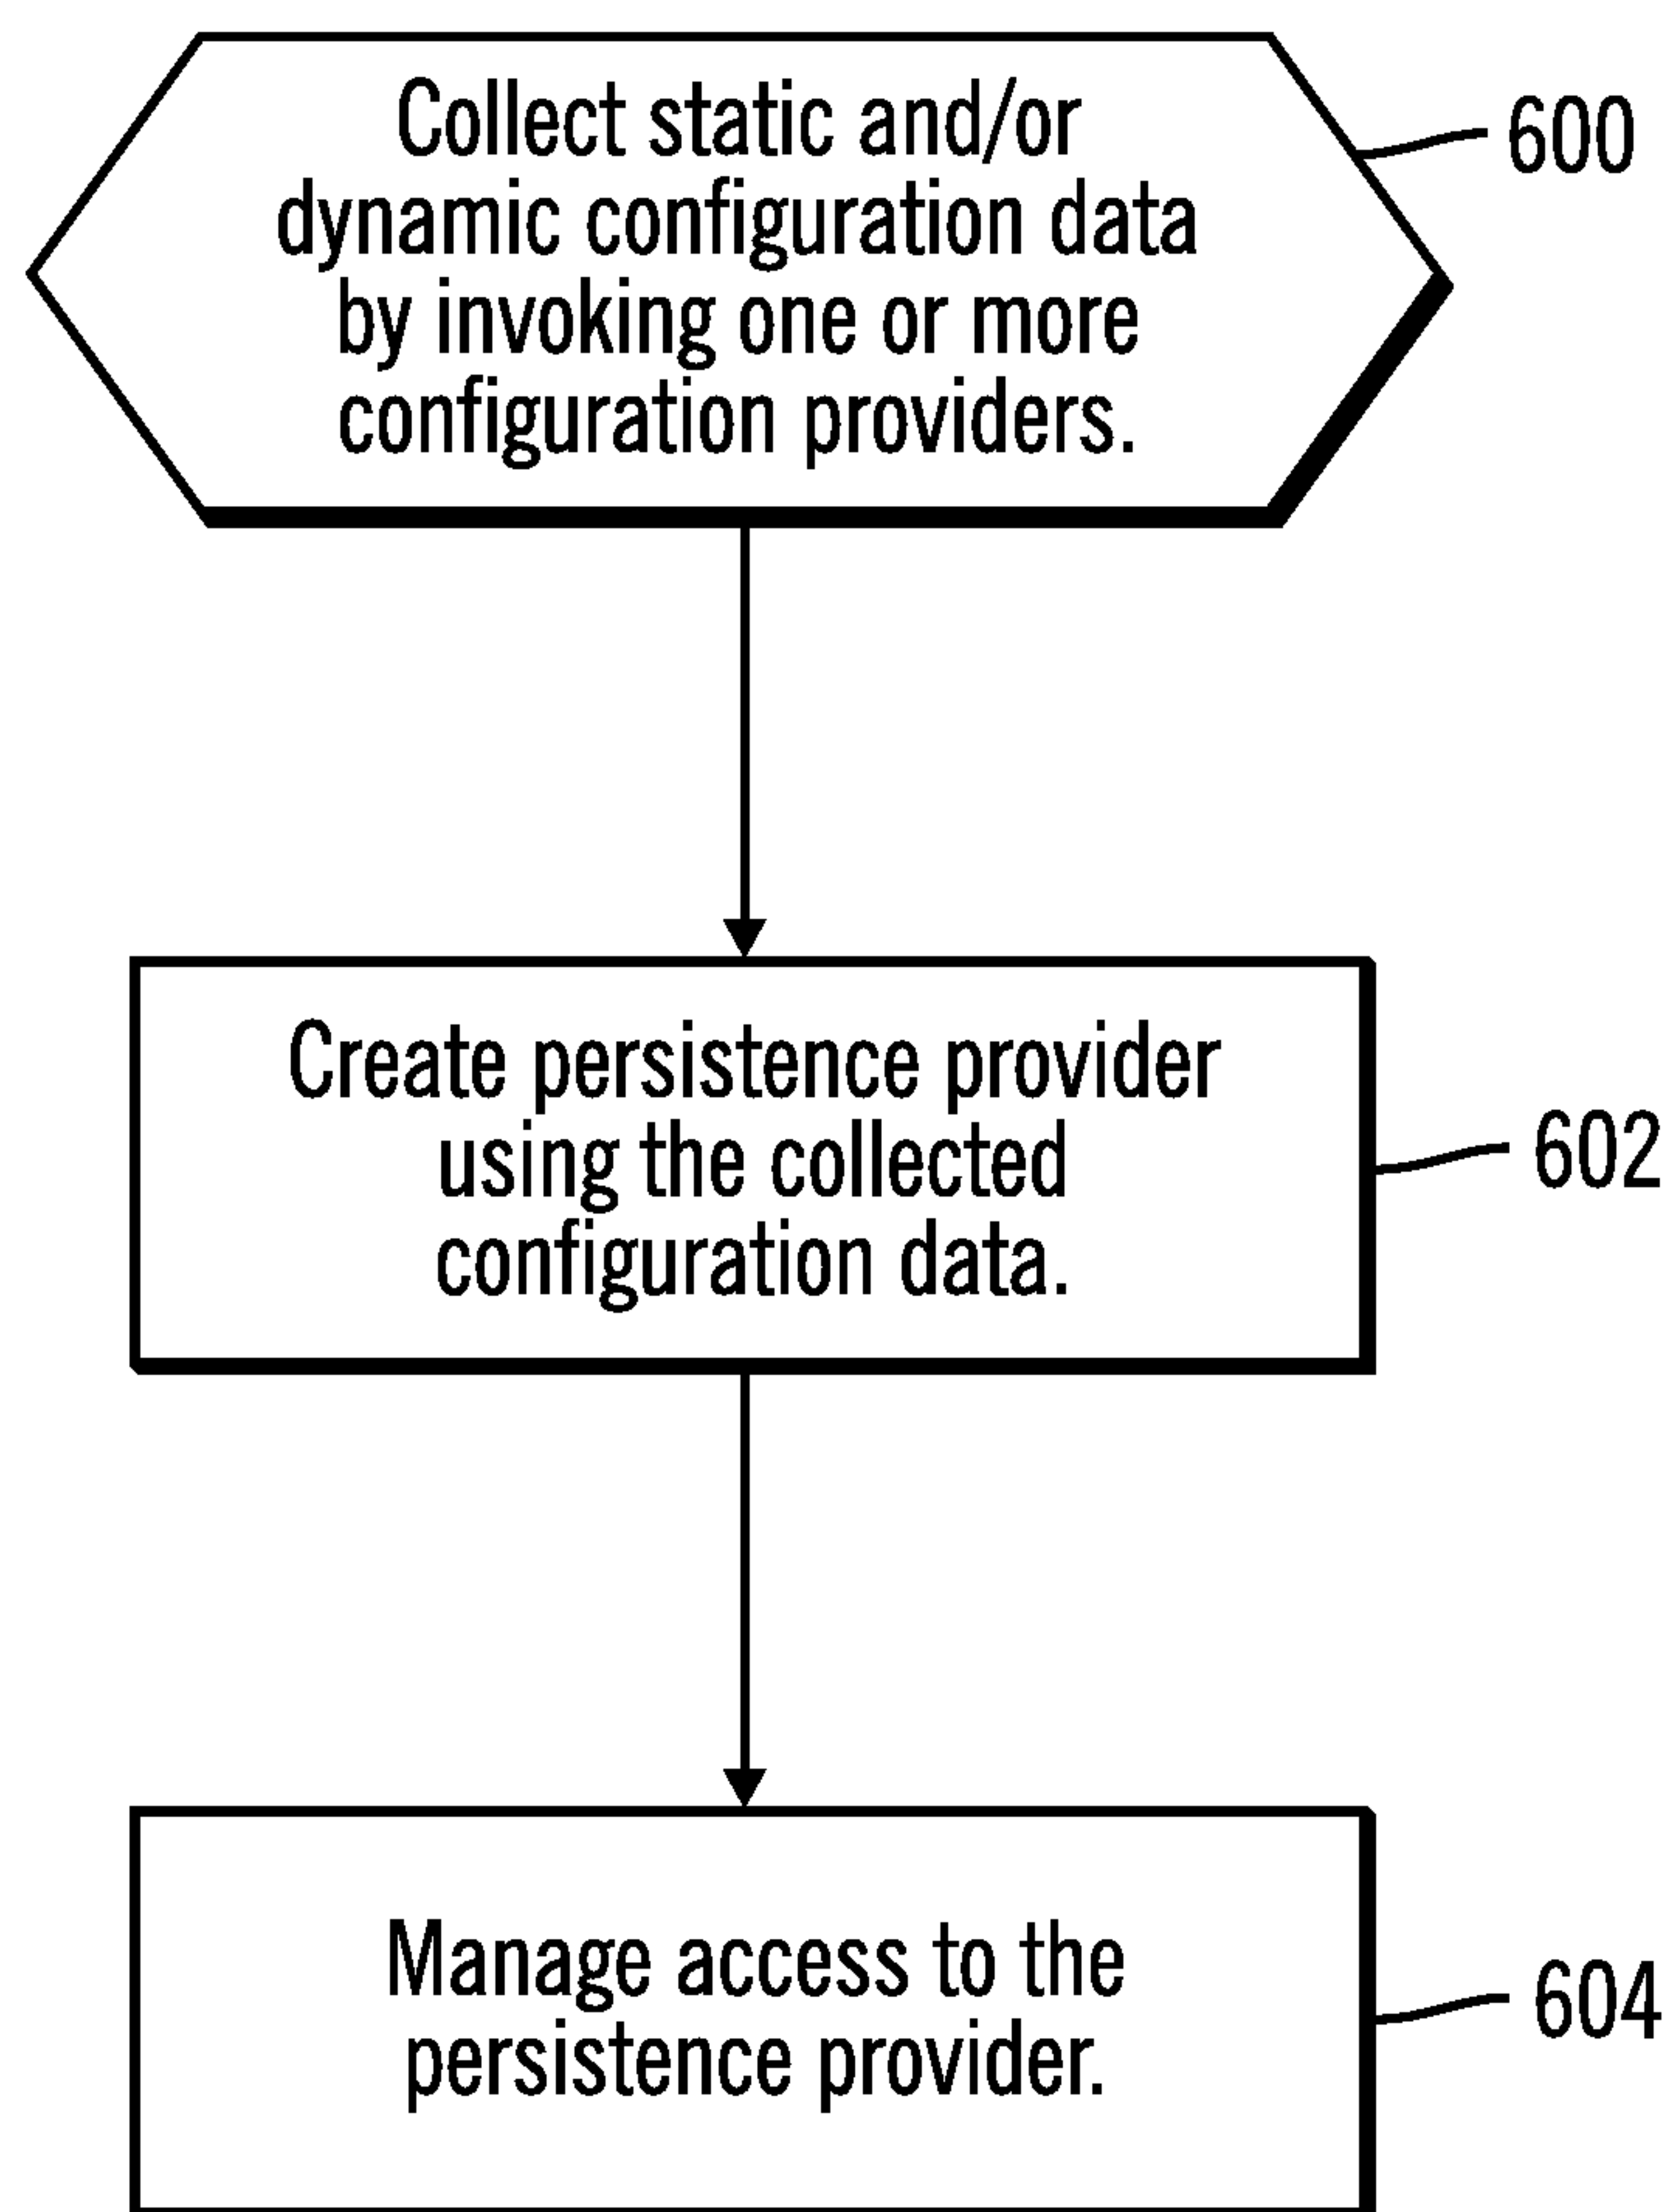 Collect static and/or
dynamic configuration data
by invoking one or more
configuration providers.
600
Create persistence provider
using the collected
configuration data.
602
Manage access to the
persistence provider.
604